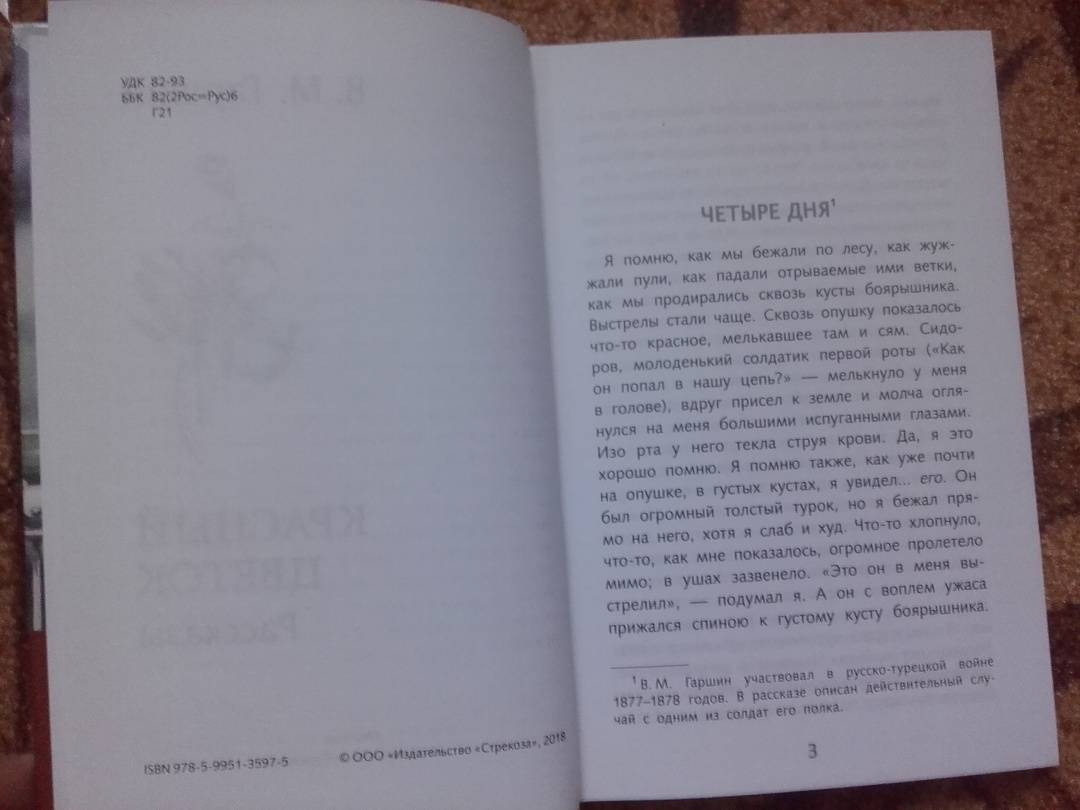 УДК 82-93
ББК 82(2Рос=Рус)6
Г21
КРАСНЫЙ
ЦВЕТОК
Рассказы
ISBN 978-5-9951-3597-5
© ООО «Издательство «Стрекоза», 2018
ЧЕТЫРЕ ДНЯ¹
Я помню, как мы бежали по лесу, как жуж-
жали пули, как падали отрываемые ими ветки,
как мы продирались сквозь кусты боярышника.
Выстрелы стали чаще. Сквозь опушку показалось
что-то красное, мелькавшее там и сям. Сидо-
ров, молоденький солдатик первой роты («Как
он попал в нашу цепь?» — мелькнуло у меня
в голове), вдруг присел к земле и молча огля-
нулся на меня большими испуганными глазами.
Изо рта у него текла струя крови. Да, я это
хорошо помню. Я помню также, как уже почти
на опушке, в густых кустах, я увидел... его. Он
был огромный толстый турок, но я бежал пря-
мо на него, хотя я слаб и худ. Что-то хлопнуло,
что-то, как мне показалось, огромное пролетело
мимо; в ушах зазвенело. «Это он в меня вы-
стрелил», — подумал я. А он с воплем ужаса
прижался спиною к густому кусту боярышника.
¹ В. М. Гаршин участвовал в русско-турецкой войне
1877–1878 годов. В рассказе описан действительный слу-
чай с одним из солдат его полка.
3